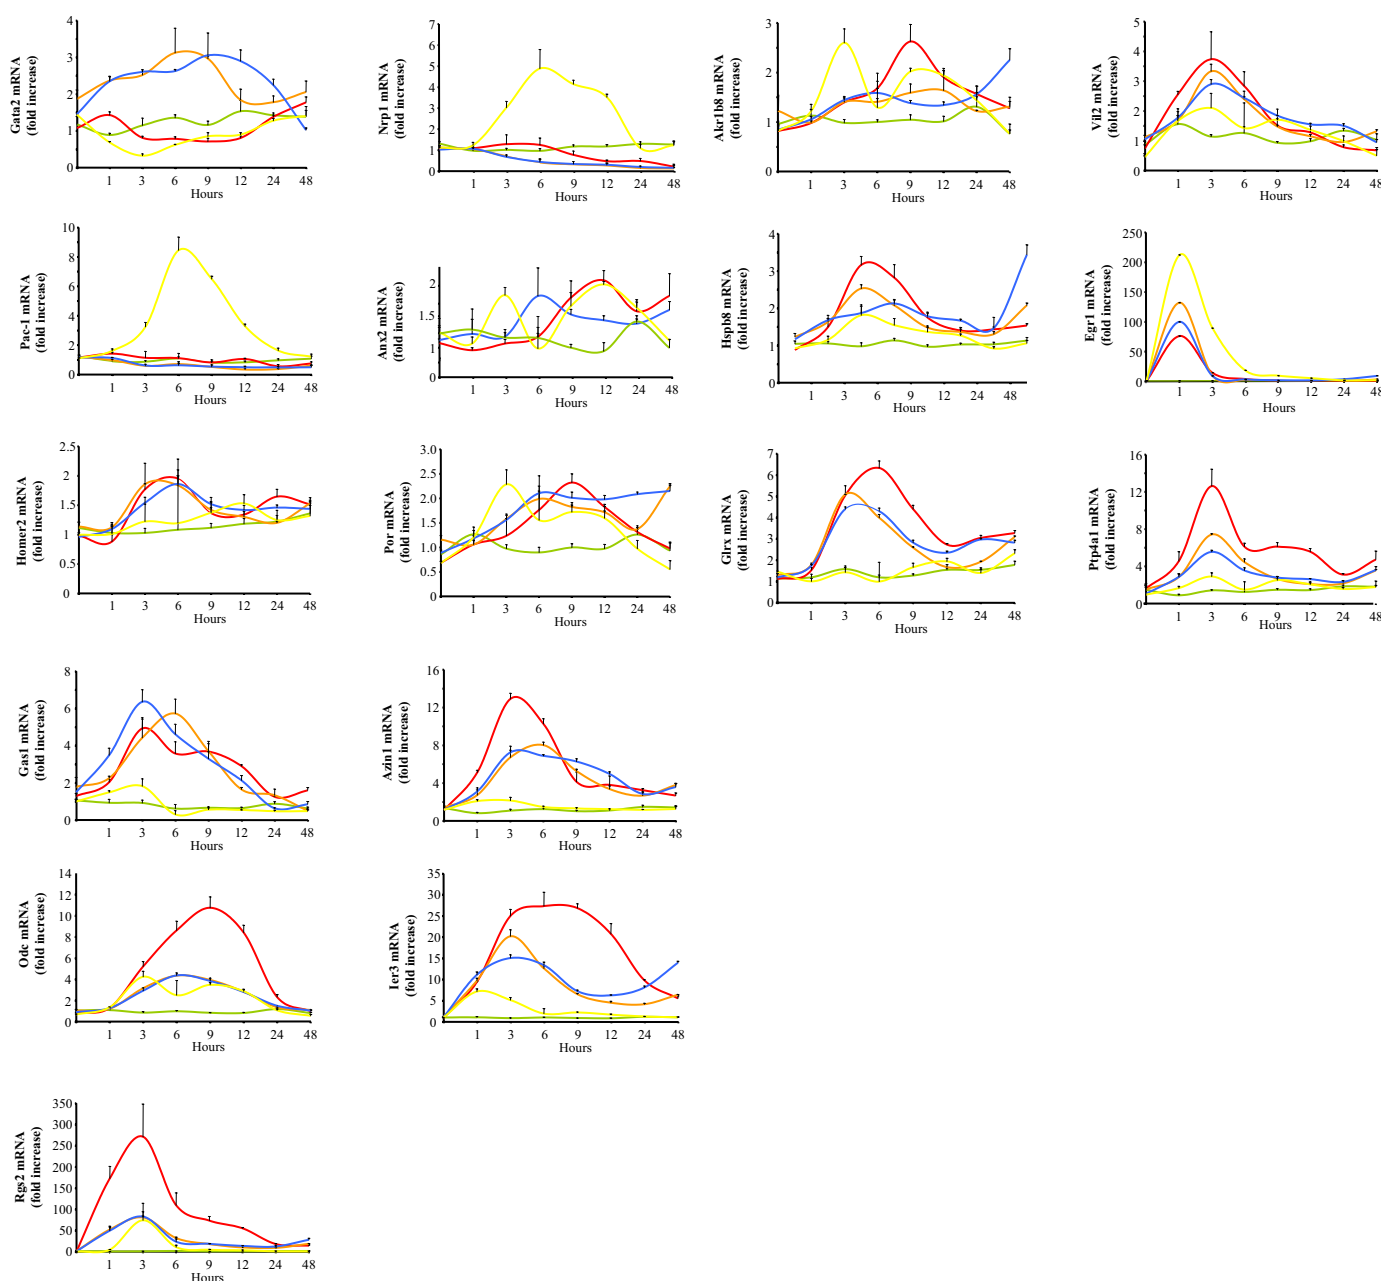 Gata2 mRNA
(fold increase)
4
3
2
1
0
1 3 6 9 12 24 48
Hours
Nrp1 mRNA
(fold increase)
7
6
5
4
3
2
1
0
1 3 6 9 12 24 48
Hours
Akr1b8 mRNA
(fold increase)
3
2
1
0
1 3 6 9 12 24 48
Hours
Vil2 mRNA
(fold increase)
5
4
3
2
1
0
1 3 6 9 12 24 48
Hours
Pac-1 mRNA
(fold increase)
10
8
6
4
2
0
1 3 6 9 12 24 48
Hours
Anx2 mRNA
(fold increase)
2
1.5
1
0
1 3 6 9 12 24 48
Hours
Hspb8 mRNA
(fold increase)
4
3
2
1
0
1 3 6 9 12 24 48
Hours
Egr1 mRNA
(fold increase)
250
200
150
100
50
0
1 3 6 9 12 24 48
Hours
Homer2 mRNA
(fold increase)
2.5
2
1.5
1
0.5
0
1 3 6 9 12 24 48
Hours
Por mRNA
(fold increase)
3.0
2.5
2.0
1.5
1.0
0.5
0
1 3 6 9 12 24 48
Hours
Glrx mRNA
(fold increase)
7
6
5
4
3
2
1
0
1 3 6 9 12 24 48
Hours
Ptp4a1 mRNA
(fold increase)
16
12
8
4
0
1 3 6 9 12 24 48
Hours
Gas1 mRNA
(fold increase)
8
6
4
2
0
1 3 6 9 12 24 48
Hours
Azin1 mRNA
(fold increase)
16
12
8
4
0
1 3 6 9 12 24 48
Hours
Odc mRNA
(fold increase)
14
12
10
8
6
4
2
0
1 3 6 9 12 24 48
Hours
Ier3 mRNA
(fold increase)
35
30
25
20
15
10
5
0
1 3 6 9 12 24 48
Hours
Rgs2 mRNA
(fold increase)
350
300
250
200
150
100
50
0
1 3 6 9 12 24 48
Hours